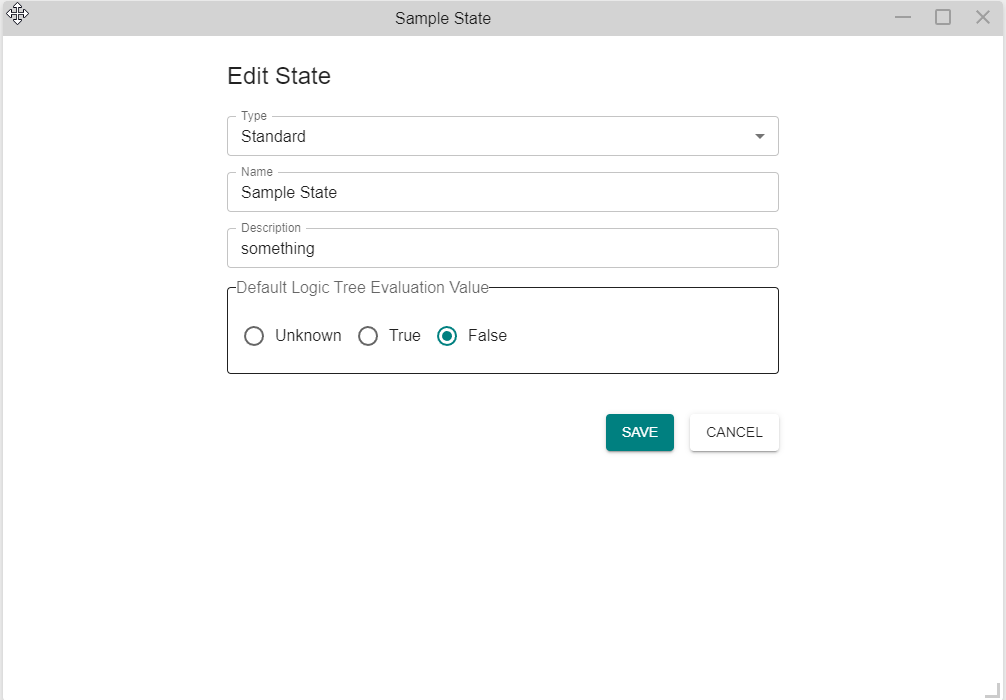 Sample State
Edit State
Type
Standard
Name
Sample State
Description
something
Default Logic Tree Evaluation Value
Unknown True False
SAVE CANCEL